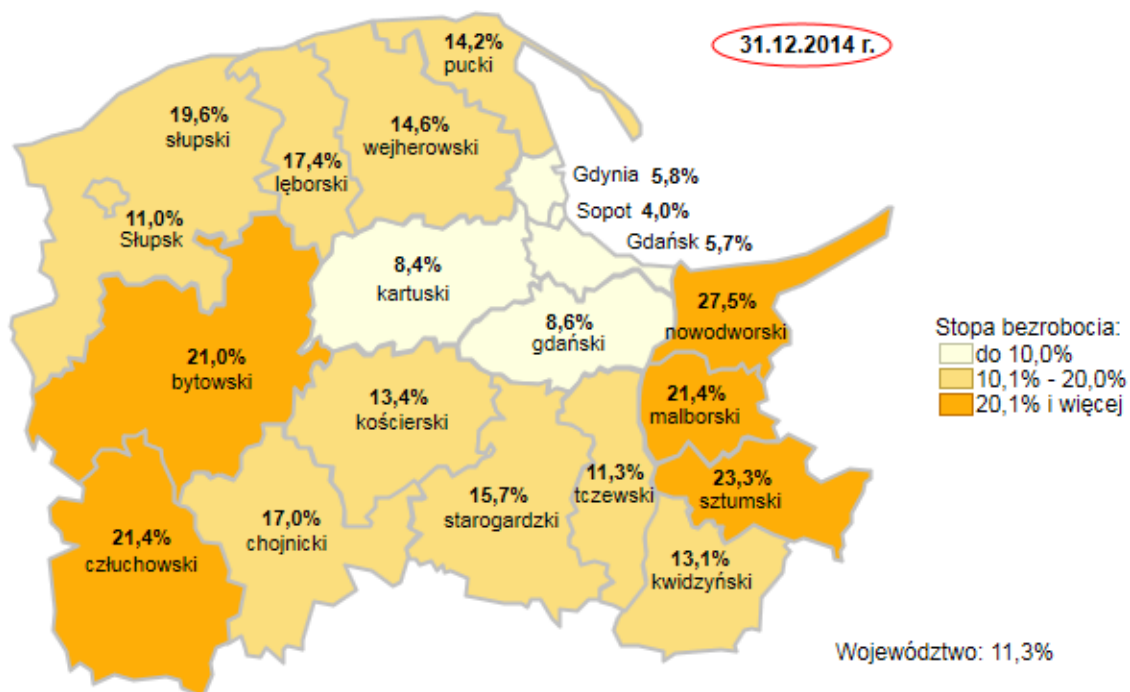 31.12.2014 r.
14,2%
pucki
19,6%
słupski
14,6%
wejherowski
17,4%
lęborski
Gdynia 5,8%
Sopot 4,0%
Gdańsk 5,7%
11,0%
Słupsk
8,4%
kartuski
8,6%
gdański
27,5%
nowodworski
21,0%
bytowski
13,4%
kościerski
21,4%
malborski
11,3%
tczewski
23,3%
sztumski
15,7%
starogardzki
17,0%
chojnicki
21,4%
człuchowski
13,1%
kwidzyński
Stopa bezrobocia:
do 10,0%
10,1% - 20,0%
20,1% i więcej
Województwo: 11,3%